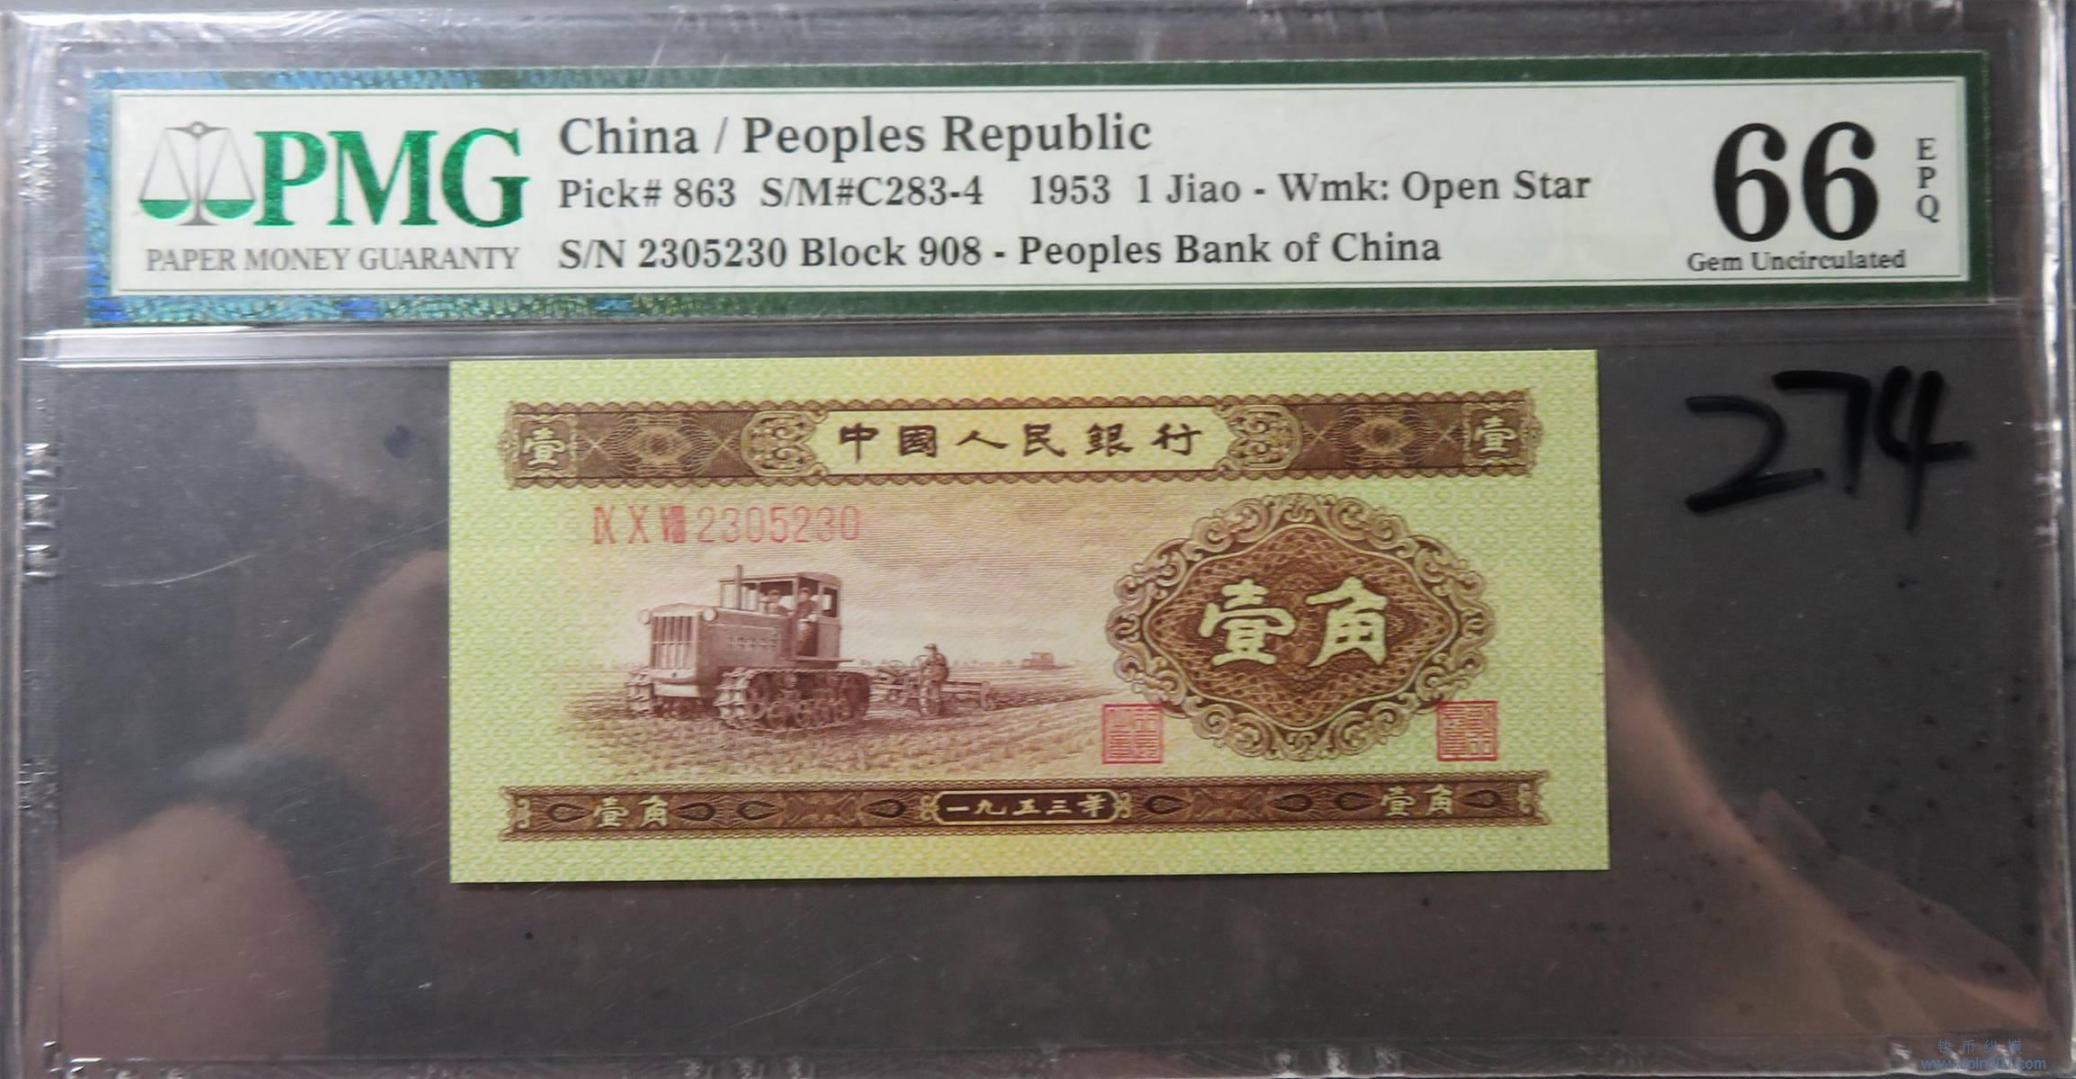 PMG
PAPER MONEY GUARANTY
China / Peoples Republic
Pick# 863 S/M#C283-4 1953 1 Jiao - Wmk: Open Star
S/N 2305230 Block 908 - Peoples Bank of China
66
EPQ
Gem Uncirculated
274
壹 中國人民銀行 壹
IX X VIII 2305230
壹角
壹角 一九五三年 壹角